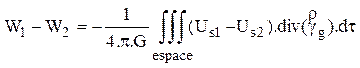 W₁ − W₂ = − 1/(4.π.G) ∭espace (Us1 − Us2).div(ρ⃗γg).dτ